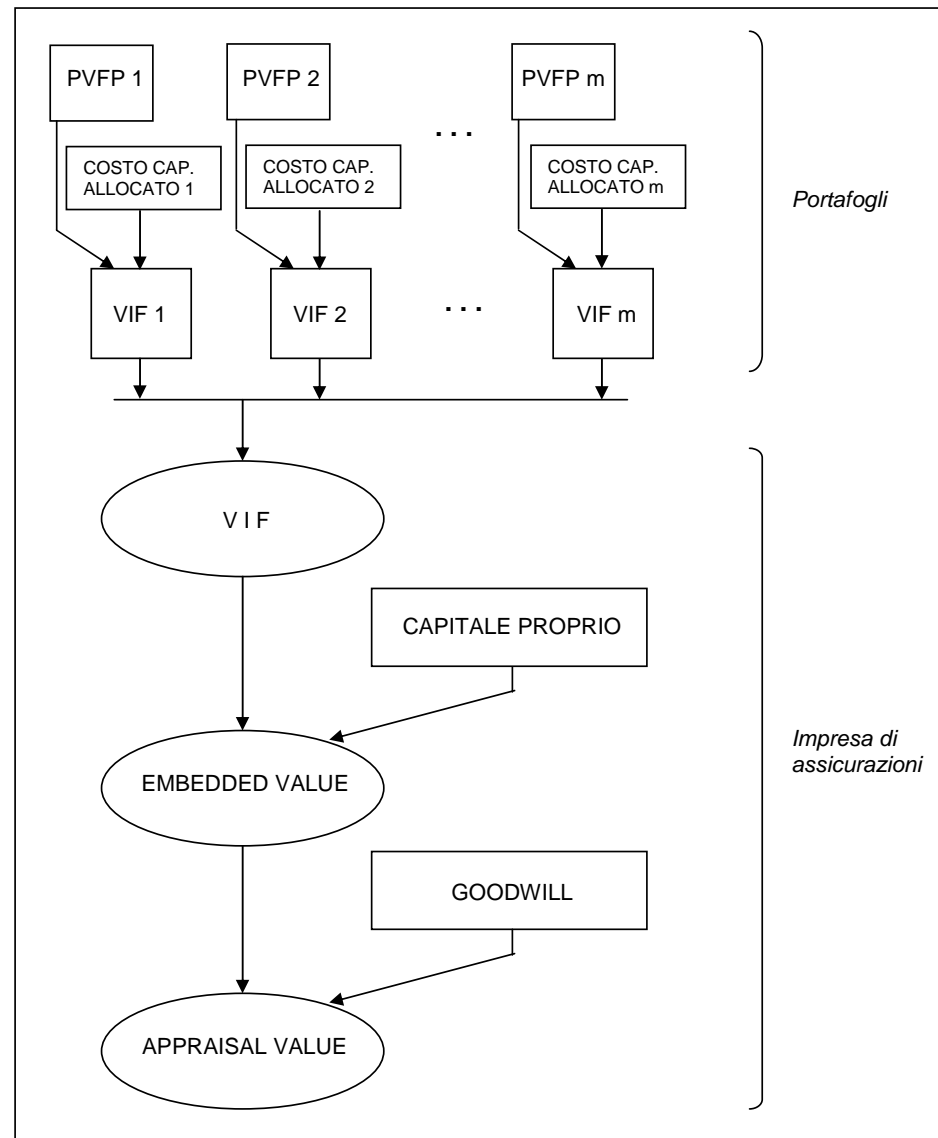 PVFP 1
PVFP 2
PVFP m
. . .
COSTO CAP.
ALLOCATO 1
COSTO CAP.
ALLOCATO 2
COSTO CAP.
ALLOCATO m
Portafogli
VIF 1
VIF 2
. . .
VIF m
V I F
CAPITALE PROPRIO
Impresa di
assicurazioni
EMBEDDED VALUE
GOODWILL
APPRAISAL VALUE